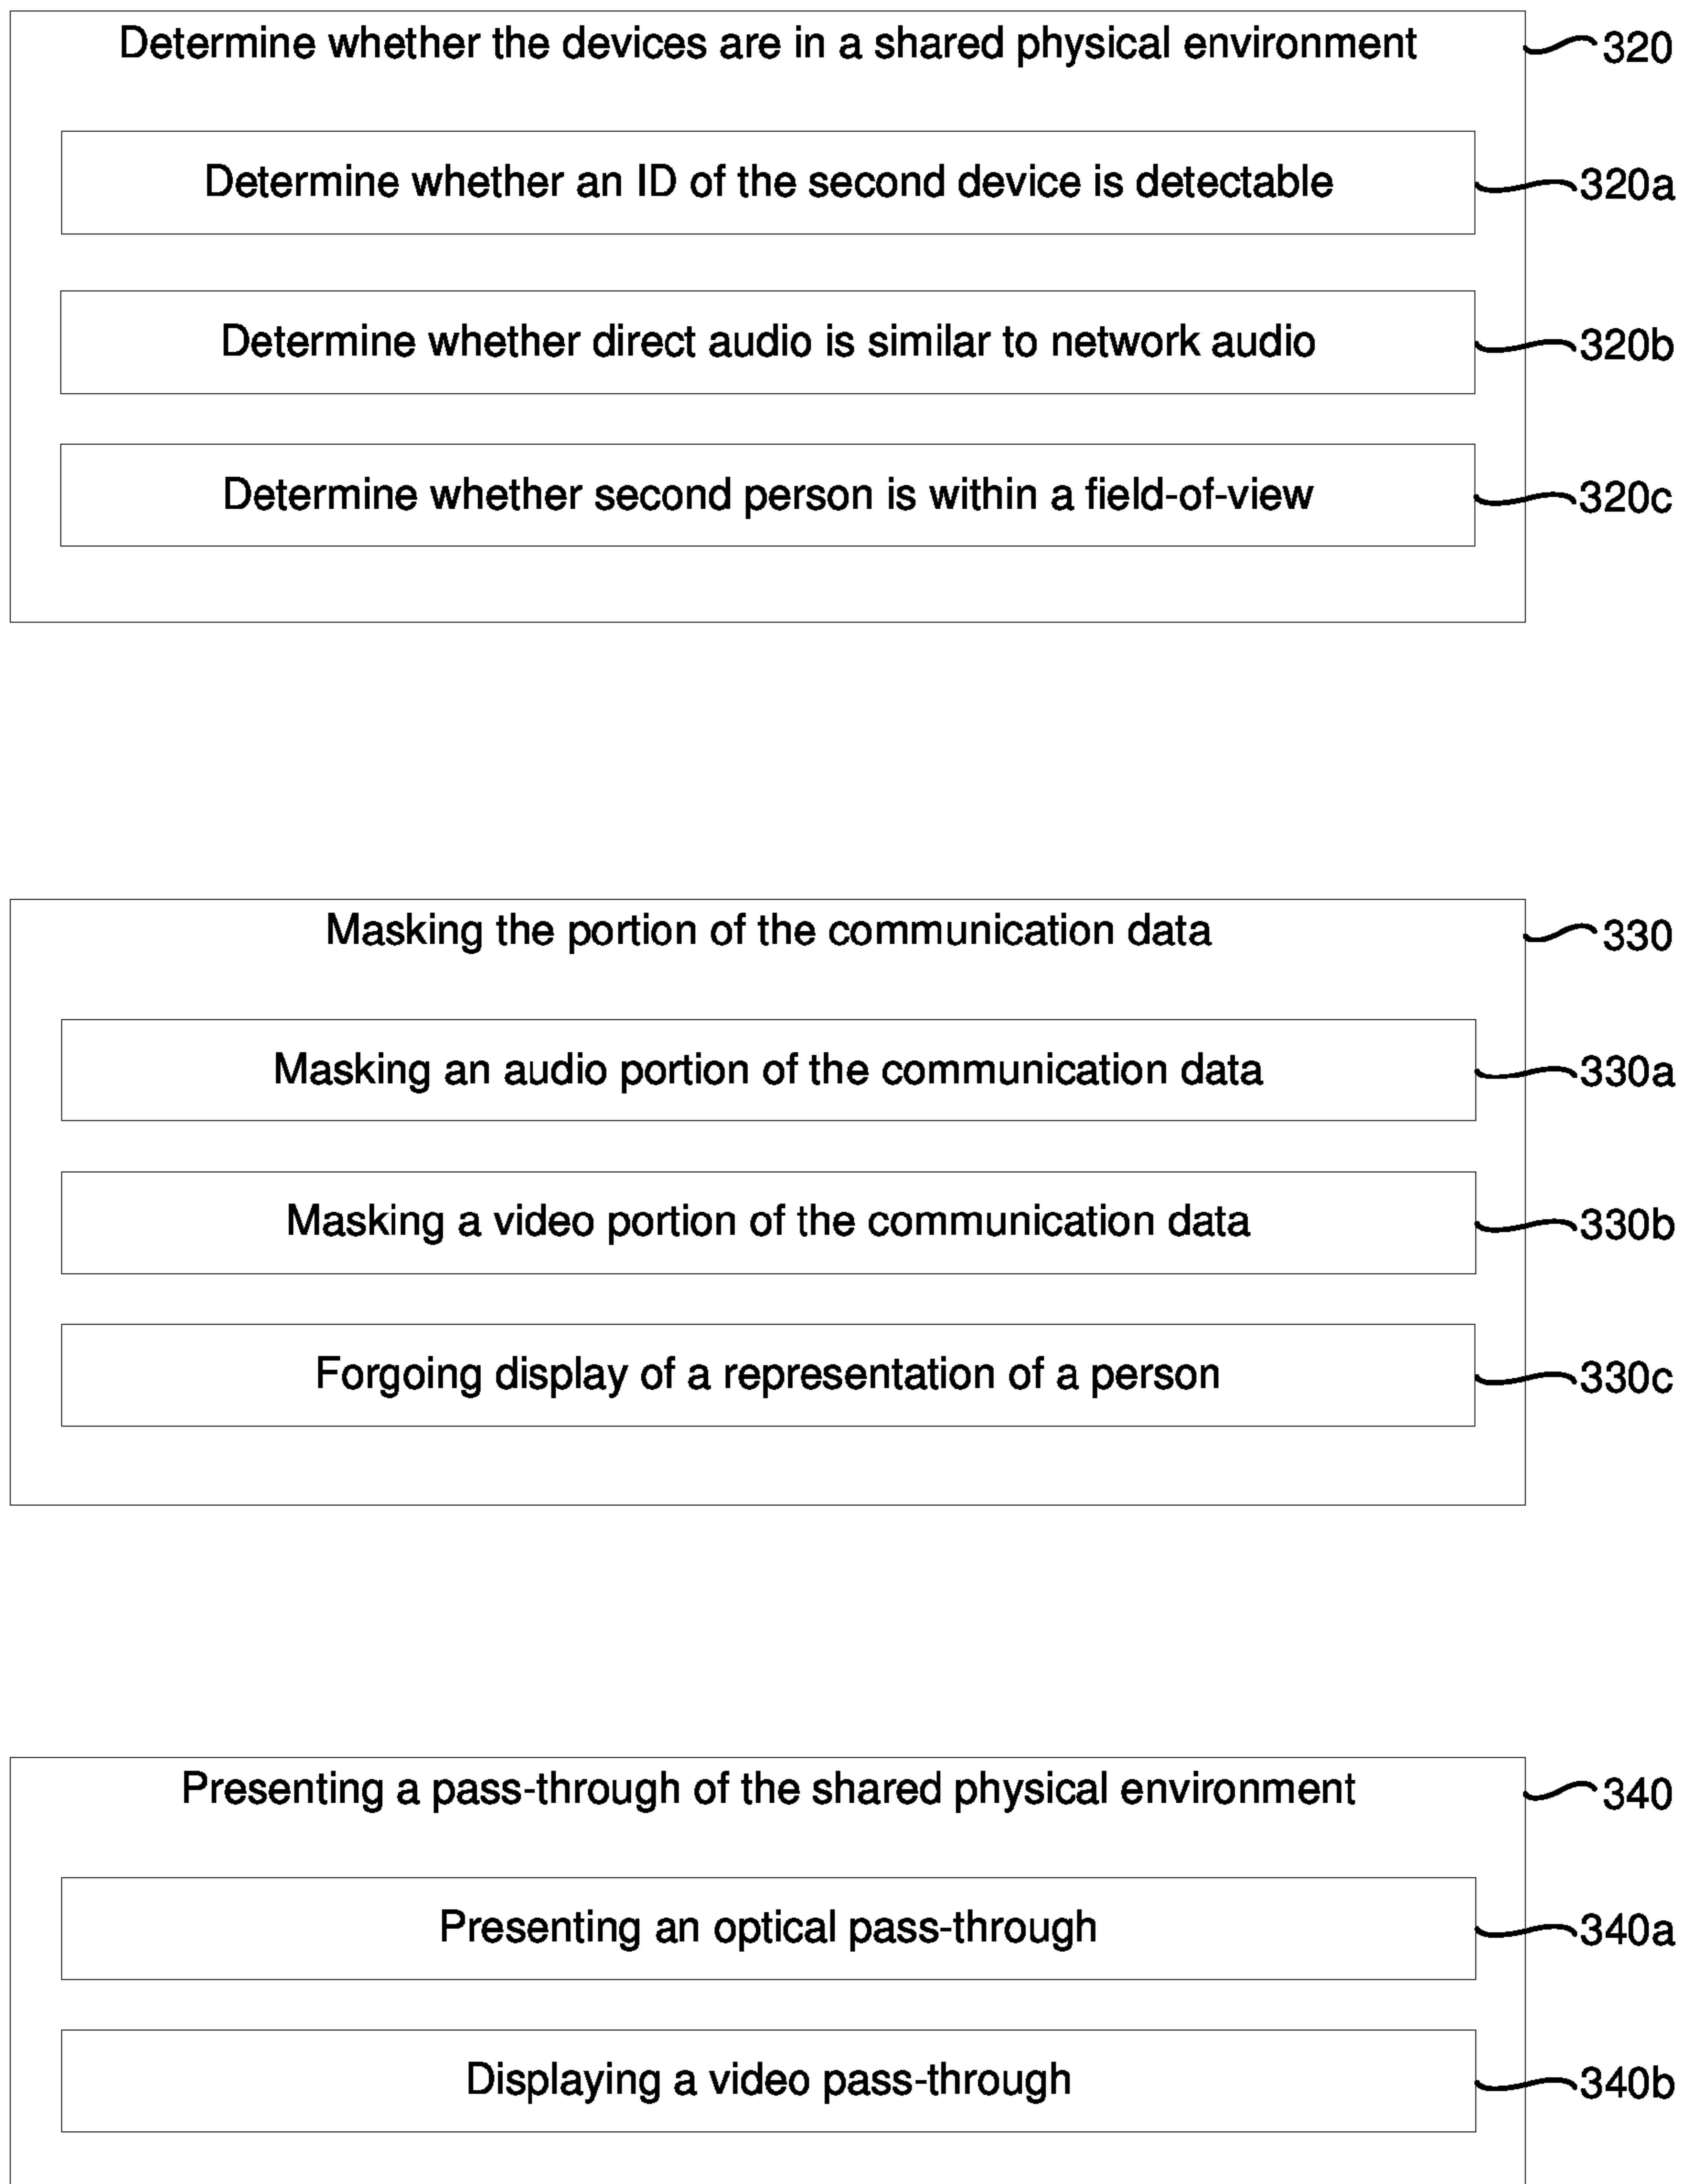 Determine whether the devices are in a shared physical environment 320
Determine whether an ID of the second device is detectable 320a
Determine whether direct audio is similar to network audio 320b
Determine whether second person is within a field-of-view 320c
Masking the portion of the communication data 330
Masking an audio portion of the communication data 330a
Masking a video portion of the communication data 330b
Forgoing display of a representation of a person 330c
Presenting a pass-through of the shared physical environment 340
Presenting an optical pass-through 340a
Displaying a video pass-through 340b